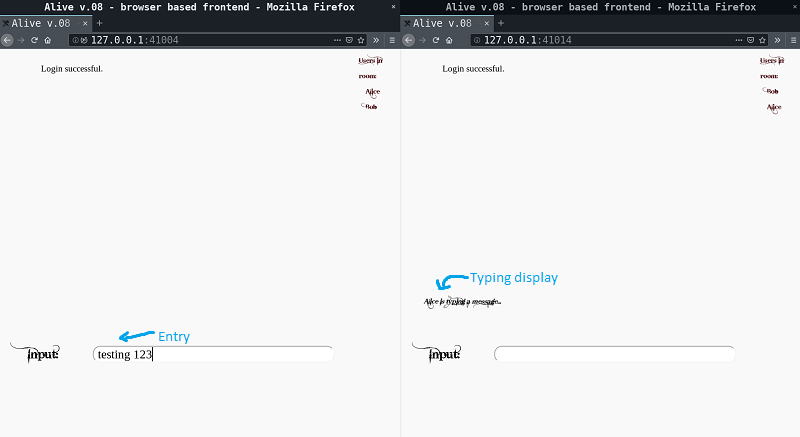 Alive v.08 - browser based frontend - Mozilla Firefox
Alive v.08
127.0.0.1:41004
Login successful.
Users in
room:
Alice
Bob
Entry
Input:
testing 123
Alive v.08 - browser based frontend - Mozilla Firefox
Alive v.08
127.0.0.1:41014
Login successful.
Users in
room:
Bob
Alice
Typing display
Alice is typing a message...
Input: